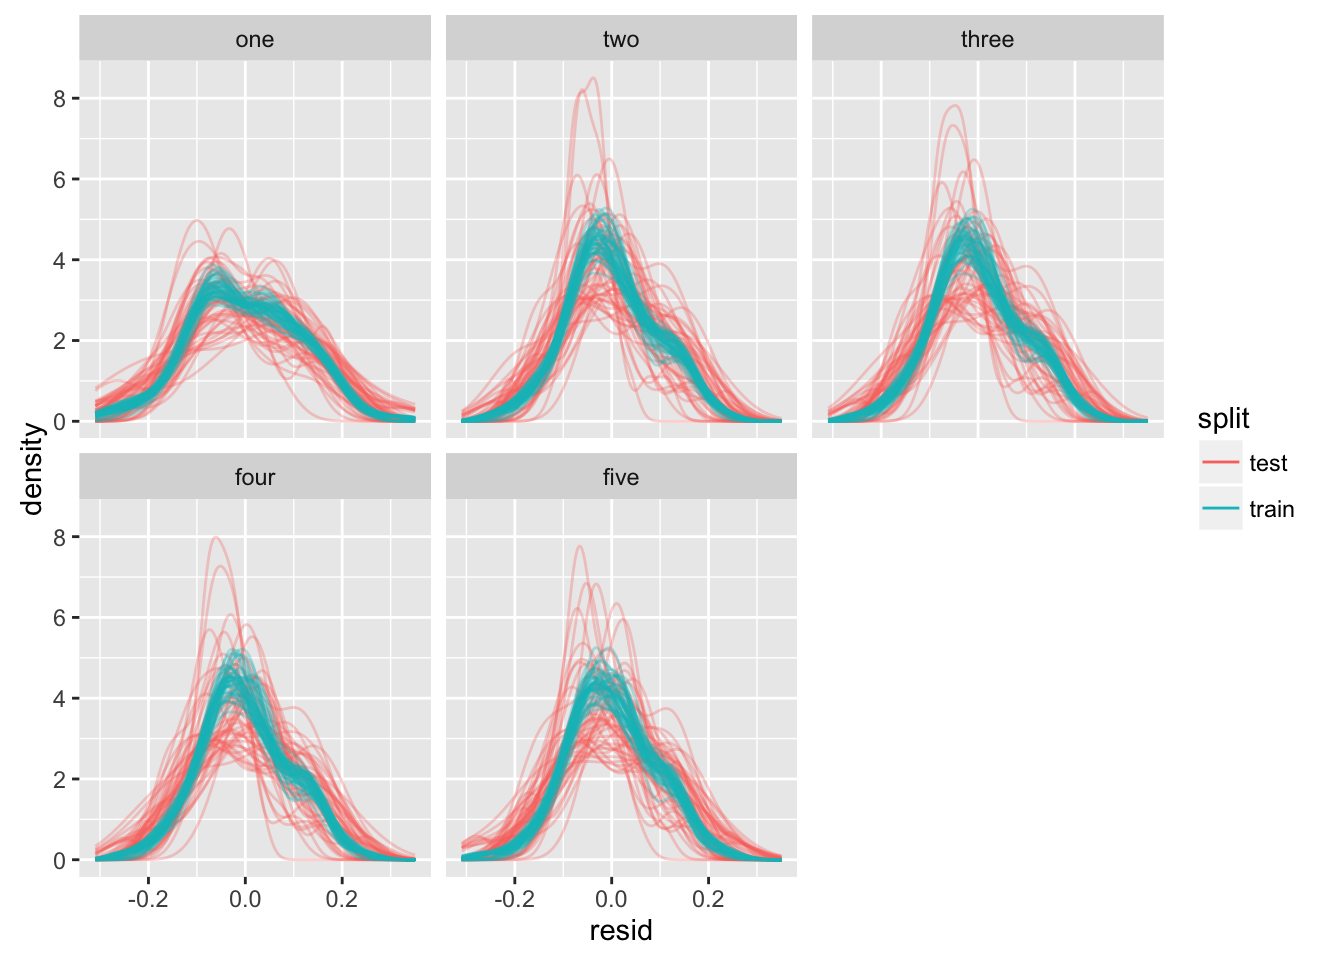 one
two
three
8
6
4
2
0
four
five
8
6
4
2
0
-0.2 0.0 0.2
-0.2 0.0 0.2
resid
density
split
test
train